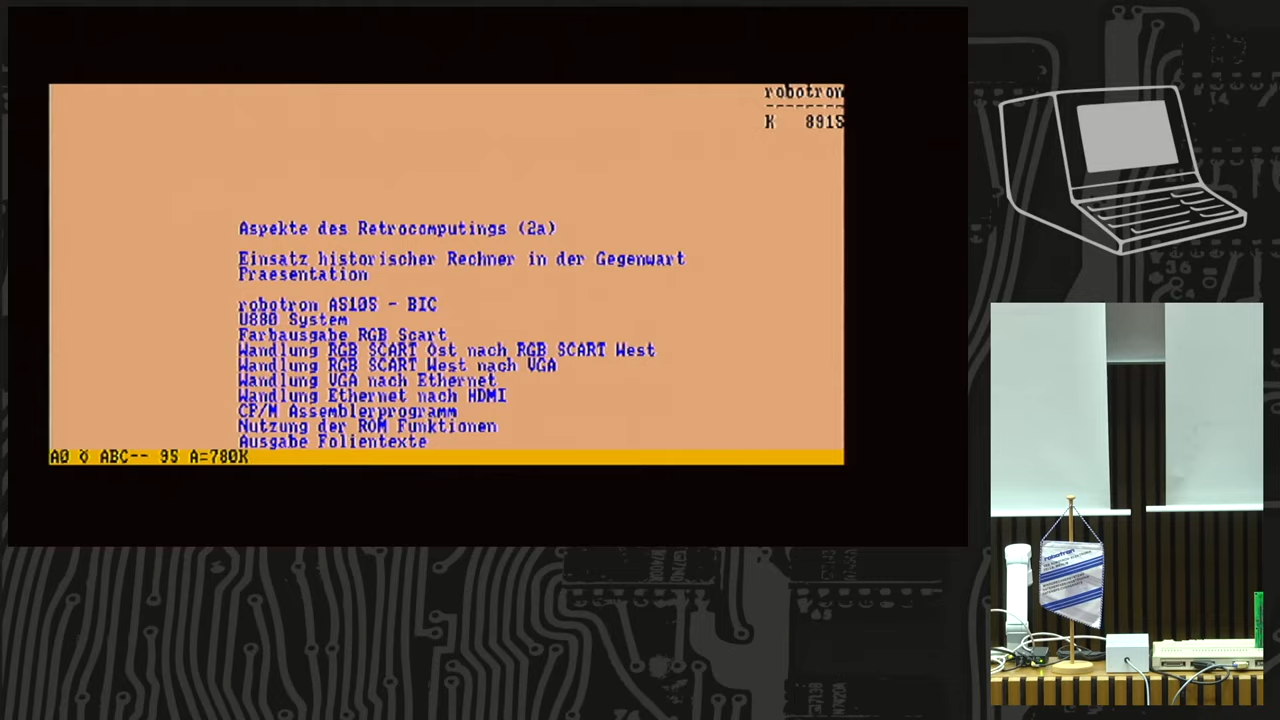 robotron
K 8915
Aspekte des Retrocomputings (2a)
Einsatz historischer Rechner in der Gegenwart
Praesentation
robotron A5105 - BIC
U880 System
Farbausgabe RGB Scart
Wandlung RGB SCART Ost nach RGB SCART West
Wandlung RGB SCART West nach VGA
Wandlung VGA nach Ethernet
Wandlung Ethernet nach HDMI
CP/M Assemblerprogramm
Nutzung der ROM Funktionen
Ausgabe Folientexte
A0 ö ABC-- 95 A=780K
robotron